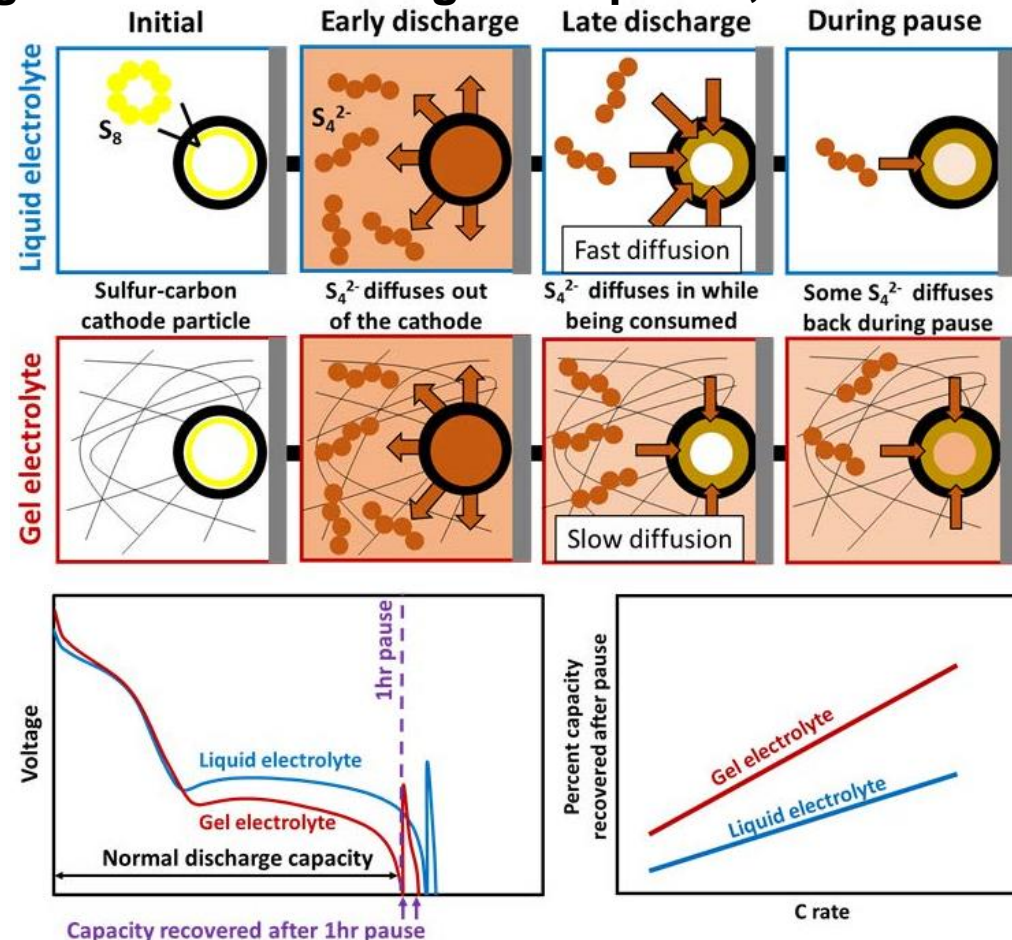 Initial
Early discharge
Late discharge
During pause
Liquid electrolyte
S8
S4 2-
Fast diffusion
Sulfur-carbon
cathode particle
S4 2- diffuses out
of the cathode
S4 2- diffuses in while
being consumed
Some S4 2- diffuses
back during pause
Gel electrolyte
Slow diffusion
Voltage
1hr pause
Liquid electrolyte
Gel electrolyte
Normal discharge capacity
Capacity recovered after 1hr pause
Percent capacity
recovered after pause
Gel electrolyte
Liquid electrolyte
C rate